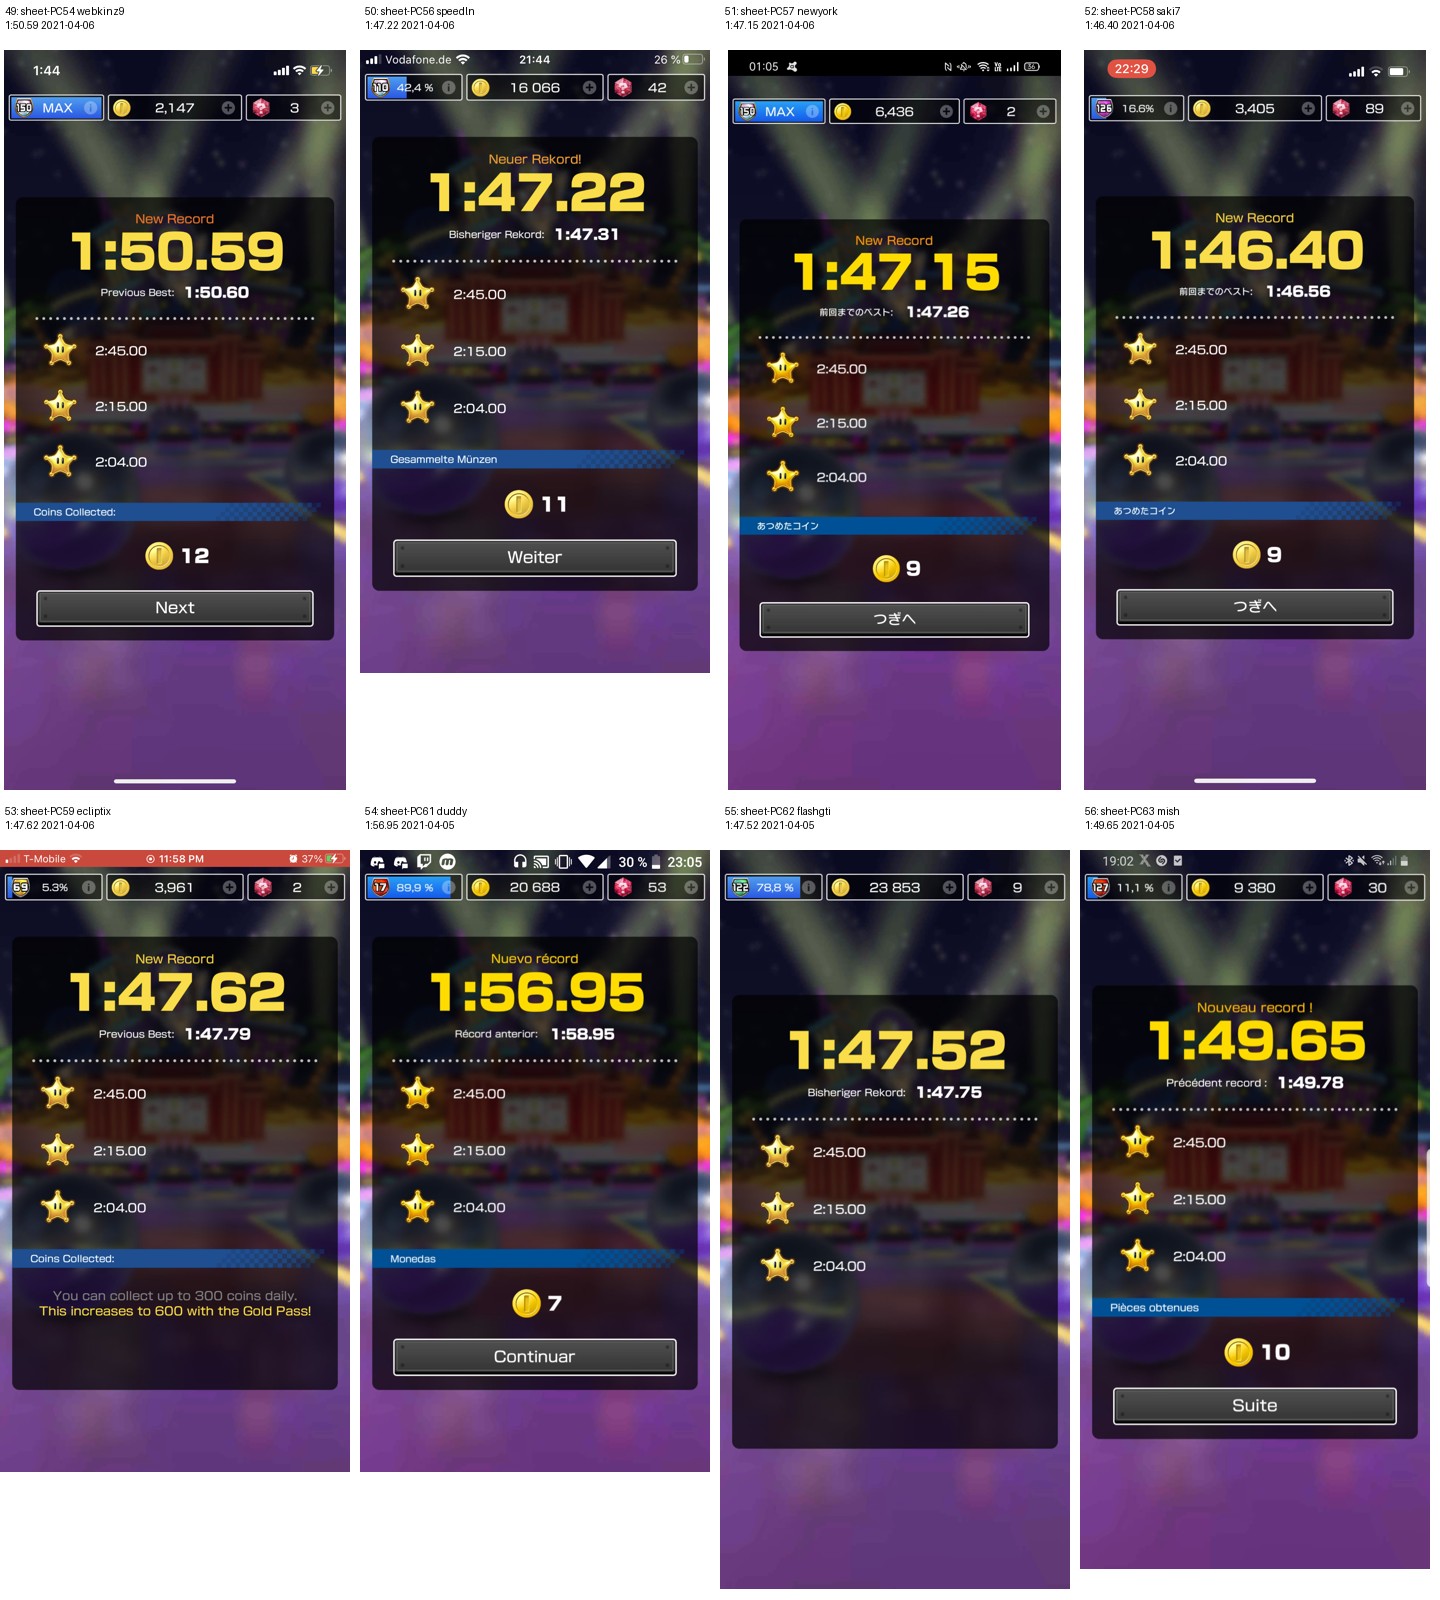 49: sheet-PC54 webkinz9
1:50.59 2021-04-06
1:44
150 MAX 2,147 3
New Record
1:50.59
Previous Best: 1:50.60
2:45.00
2:15.00
2:04.00
Coins Collected:
12
Next
50: sheet-PC56 speedln
1:47.22 2021-04-06
Vodafone.de 21:44 26 %
110 42,4 % 16 066 42
Neuer Rekord!
1:47.22
Bisheriger Rekord: 1:47.31
2:45.00
2:15.00
2:04.00
Gesammelte Münzen
11
Weiter
51: sheet-PC57 newyork
1:47.15 2021-04-06
01:05 36
150 MAX 6,436 2
New Record
1:47.15
前回までのベスト: 1:47.26
2:45.00
2:15.00
2:04.00
あつめたコイン
9
つぎへ
52: sheet-PC58 saki7
1:46.40 2021-04-06
22:29
126 16.6% 3,405 89
New Record
1:46.40
前回までのベスト: 1:46.56
2:45.00
2:15.00
2:04.00
あつめたコイン
9
つぎへ
53: sheet-PC59 ecliptix
1:47.62 2021-04-06
T-Mobile 11:58 PM 37%
69 5.3% 3,961 2
New Record
1:47.62
Previous Best: 1:47.79
2:45.00
2:15.00
2:04.00
Coins Collected:
You can collect up to 300 coins daily.
This increases to 600 with the Gold Pass!
54: sheet-PC61 duddy
1:56.95 2021-04-05
30 % 23:05
17 89,9 % 20 688 53
Nuevo récord
1:56.95
Récord anterior: 1:58.95
2:45.00
2:15.00
2:04.00
Monedas
7
Continuar
55: sheet-PC62 flashgti
1:47.52 2021-04-05
122 78,8 % 23 853 9
1:47.52
Bisheriger Rekord: 1:47.75
2:45.00
2:15.00
2:04.00
56: sheet-PC63 mish
1:49.65 2021-04-05
19:02
127 11,1 % 9 380 30
Nouveau record !
1:49.65
Précédent record : 1:49.78
2:45.00
2:15.00
2:04.00
Pièces obtenues
10
Suite